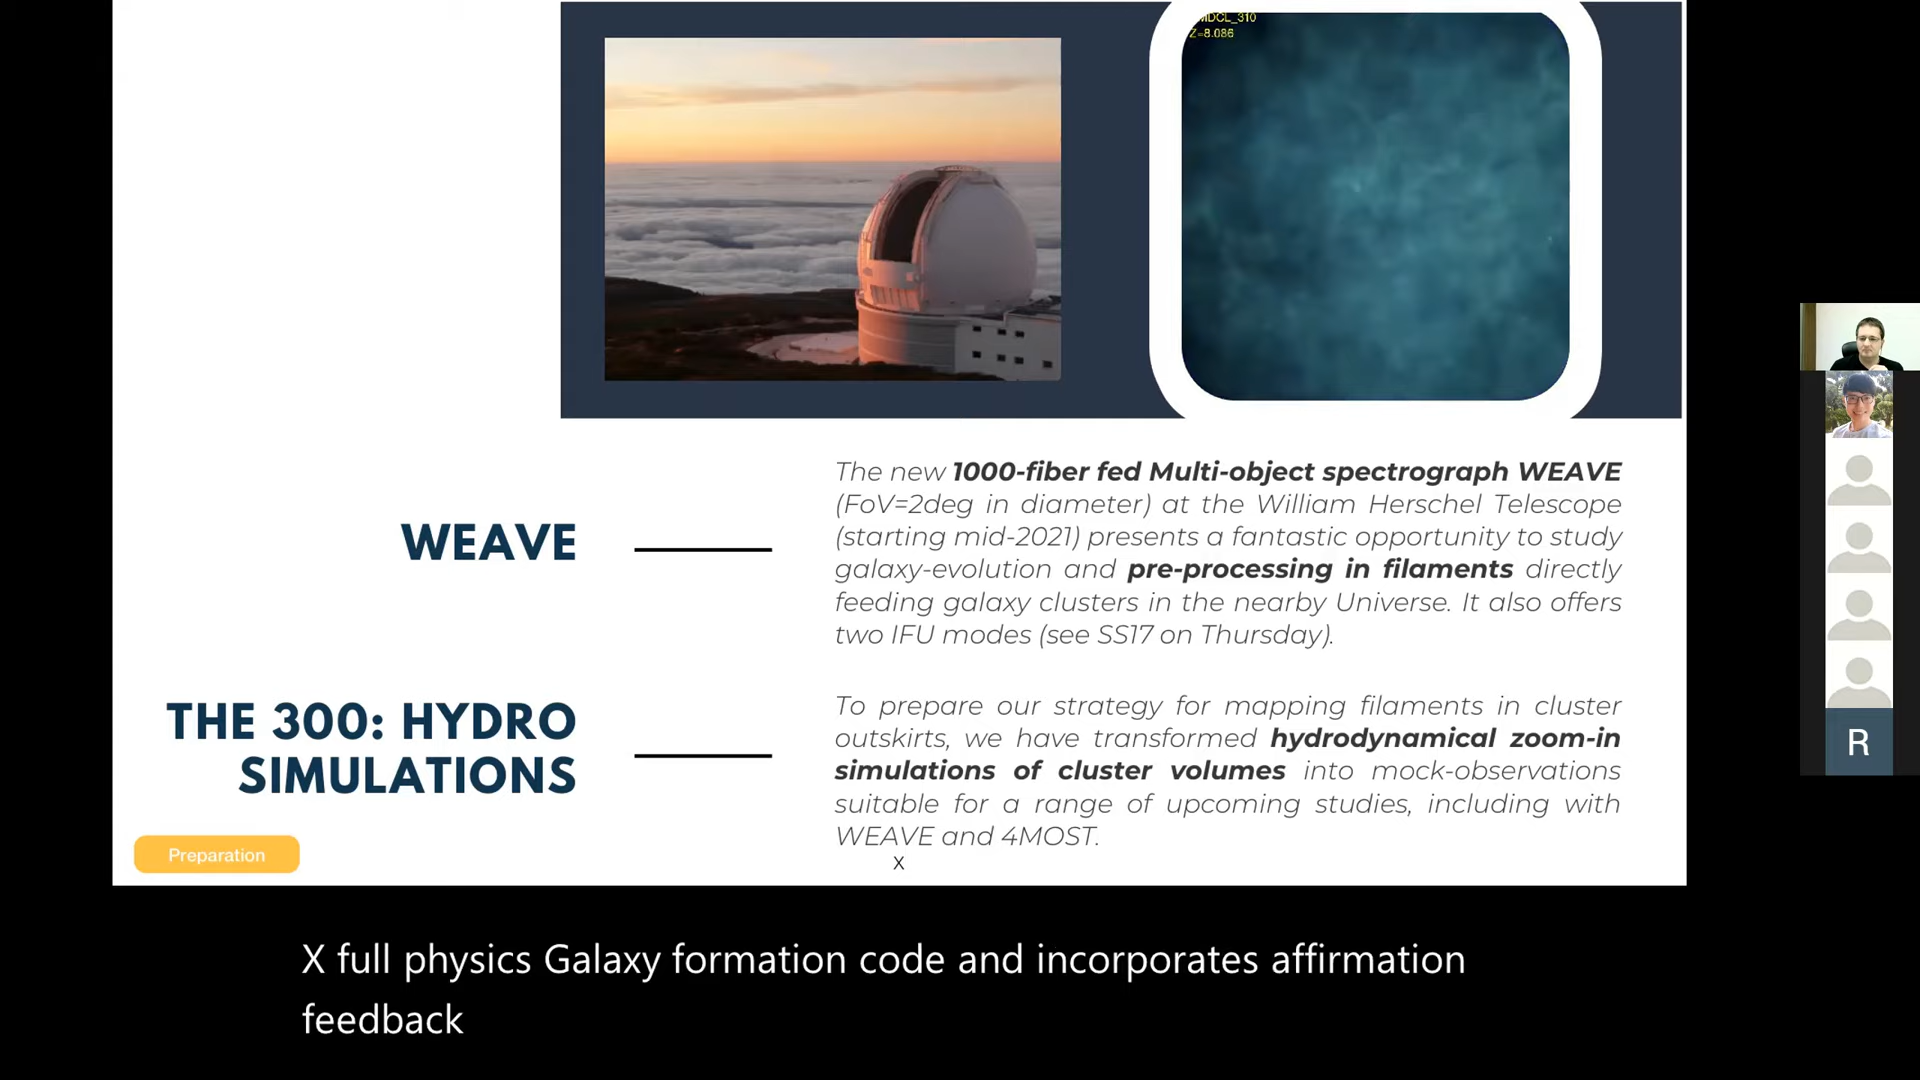 MDCL_310
Z=8.086
WEAVE
The new 1000-fiber fed Multi-object spectrograph WEAVE
(FoV=2deg in diameter) at the William Herschel Telescope
(starting mid-2021) presents a fantastic opportunity to study
galaxy-evolution and pre-processing in filaments directly
feeding galaxy clusters in the nearby Universe. It also offers
two IFU modes (see SS17 on Thursday).
THE 300: HYDRO
SIMULATIONS
To prepare our strategy for mapping filaments in cluster
outskirts, we have transformed hydrodynamical zoom-in
simulations of cluster volumes into mock-observations
suitable for a range of upcoming studies, including with
WEAVE and 4MOST.
X
Preparation
R
X full physics Galaxy formation code and incorporates affirmation
feedback